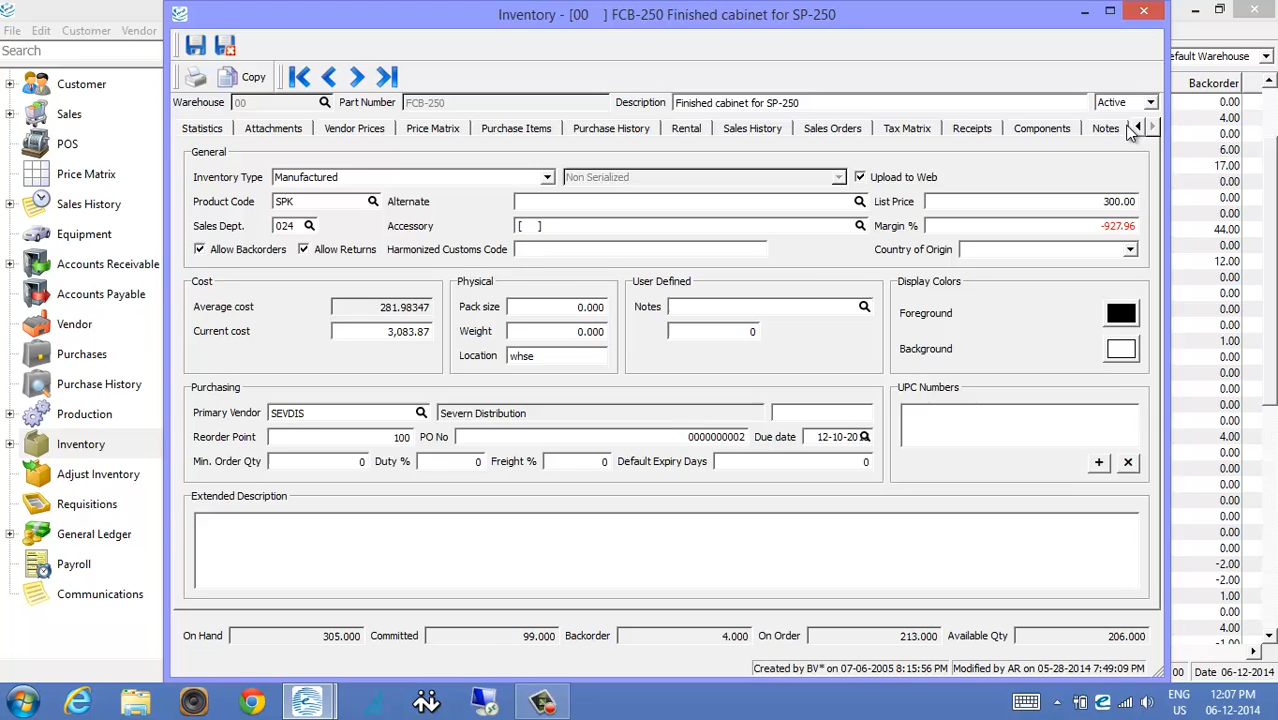 Inventory - [00 ] FCB-250 Finished cabinet for SP-250
File Edit Customer Vendor
Search
Customer
Sales
POS
Price Matrix
Sales History
Equipment
Accounts Receivable
Accounts Payable
Vendor
Purchases
Purchase History
Production
Inventory
Adjust Inventory
Requisitions
General Ledger
Payroll
Communications
Copy
Warehouse 00 Part Number FCB-250 Description Finished cabinet for SP-250 Active
Statistics Attachments Vendor Prices Price Matrix Purchase Items Purchase History Rental Sales History Sales Orders Tax Matrix Receipts Components Notes
General
Inventory Type Manufactured Non Serialized Upload to Web
Product Code SPK Alternate List Price 300.00
Sales Dept. 024 Accessory [ ] Margin % -927.96
Allow Backorders Allow Returns Harmonized Customs Code Country of Origin
Cost Physical User Defined Display Colors
Average cost 281.98347 Pack size 0.000 Notes Foreground
Current cost 3,083.87 Weight 0.000 0
Location whse Background
Purchasing UPC Numbers
Primary Vendor SEVDIS Severn Distribution
Reorder Point 100 PO No 0000000002 Due date 12-10-20
Min. Order Qty 0 Duty % 0 Freight % 0 Default Expiry Days 0
Extended Description
On Hand 305.000 Committed 99.000 Backorder 4.000 On Order 213.000 Available Qty 206.000
Created by BV* on 07-06-2005 8:15:56 PM Modified by AR on 05-28-2014 7:49:09 PM
efault Warehouse
Backorder
0.00
4.00
0.00
6.00
17.00
0.00
0.00
0.00
44.00
0.00
12.00
0.00
0.00
0.00
0.00
1.00
0.00
0.00
0.00
0.00
0.00
4.00
0.00
0.00
0.00
0.00
0.00
0.00
-2.00
-2.00
1.00
0.00
4.00
-1.00
00 Date 06-12-2014
ENG
US
12:07 PM
06-12-2014